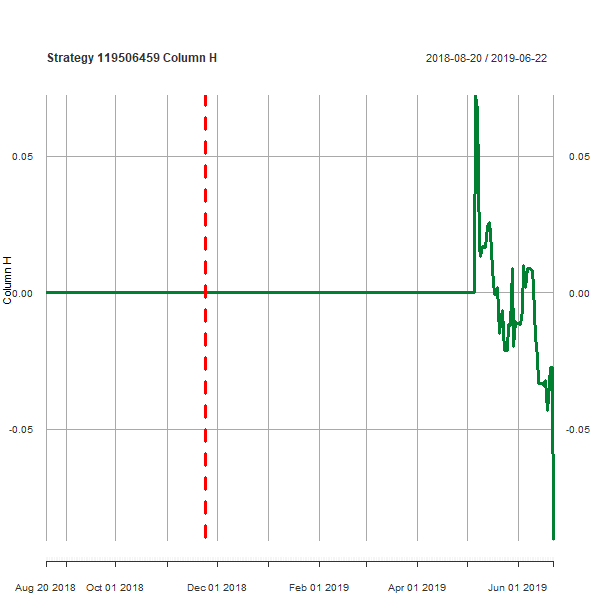 Strategy 119506459 Column H
2018-08-20 / 2019-06-22
0.05
0.05
Column H
0.00
0.00
-0.05
-0.05
Aug 20 2018
Oct 01 2018
Dec 01 2018
Feb 01 2019
Apr 01 2019
Jun 01 2019